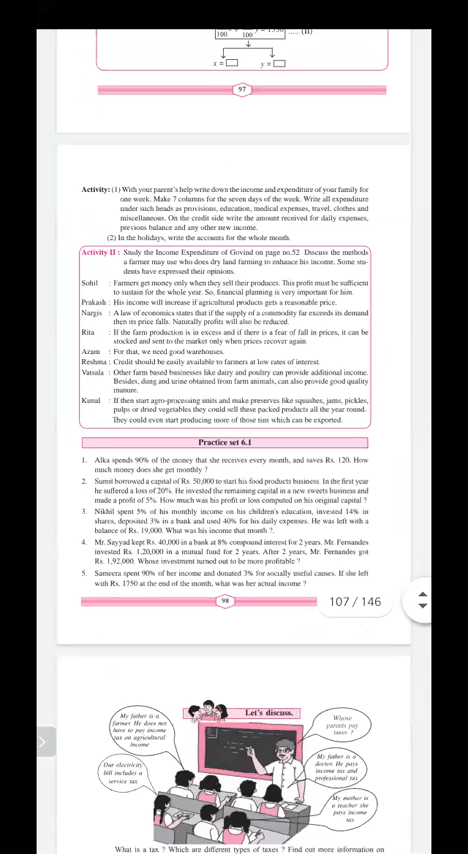 100 100 y = 1550 ..... (II)
x = y =
97
Activity: (1) With your parent's help write down the income and expenditure of your family for
one week. Make 7 columns for the seven days of the week. Write all expenditure
under such heads as provisions, education, medical expenses, travel, clothes and
miscellaneous. On the credit side write the amount received for daily expenses,
previous balance and any other new income.
(2) In the holidays, write the accounts for the whole month.
Activity II : Study the Income Expenditure of Govind on page no.52 Discuss the methods
a farmer may use who does dry land farming to enhance his income. Some stu-
dents have expressed their opinions.
Sohil : Farmers get money only when they sell their produces. This profit must be sufficient
to sustain for the whole year. So, financial planning is very important for him.
Prakash : His income will increase if agricultural products gets a reasonable price.
Nargis : A law of economics states that if the supply of a commodity far exceeds its demand
then its price falls. Naturally profits will also be reduced.
Rita : If the farm production is in excess and if there is a fear of fall in prices, it can be
stocked and sent to the market only when prices recover again.
Azam : For that, we need good warehouses.
Reshma : Credit should be easily available to farmers at low rates of interest.
Vatsala : Other farm based businesses like dairy and poultry can provide additional income.
Besides, dung and urine obtained from farm animals, can also provide good quality
manure.
Kunal : If then start agro-processing units and make preserves like squashes, jams, pickles,
pulps or dried vegetables they could sell these packed products all the year round.
They could even start producing more of those tins which can be exported.
Practice set 6.1
1. Alka spends 90% of the money that she receives every month, and saves Rs. 120. How
much money does she get monthly ?
2. Sumit borrowed a capital of Rs. 50,000 to start his food products business. In the first year
he suffered a loss of 20%. He invested the remaining capital in a new sweets business and
made a profit of 5%. How much was his profit or loss computed on his original capital ?
3. Nikhil spent 5% of his monthly income on his children's education, invested 14% in
shares, deposited 3% in a bank and used 40% for his daily expenses. He was left with a
balance of Rs. 19,000. What was his income that month ?.
4. Mr. Sayyad kept Rs. 40,000 in a bank at 8% compound interest for 2 years. Mr. Fernandes
invested Rs. 1,20,000 in a mutual fund for 2 years. After 2 years, Mr. Fernandes got
Rs. 1,92,000. Whose investment turned out to be more profitable ?
5. Sameera spent 90% of her income and donated 3% for socially useful causes. If she left
with Rs. 1750 at the end of the month, what was her actual income ?
98
107 / 146
Let's discuss.
My father is a
farmer. He does not
have to pay income
tax on agricultural
income
Whose
parents pay
taxes ?
Our electricity
bill includes a
service tax
My father is a
doctor. He pays
income tax and
professional tax
My mother is
a teacher she
pays income
tax
What is a tax ? Which are different types of taxes ? Find out more information on